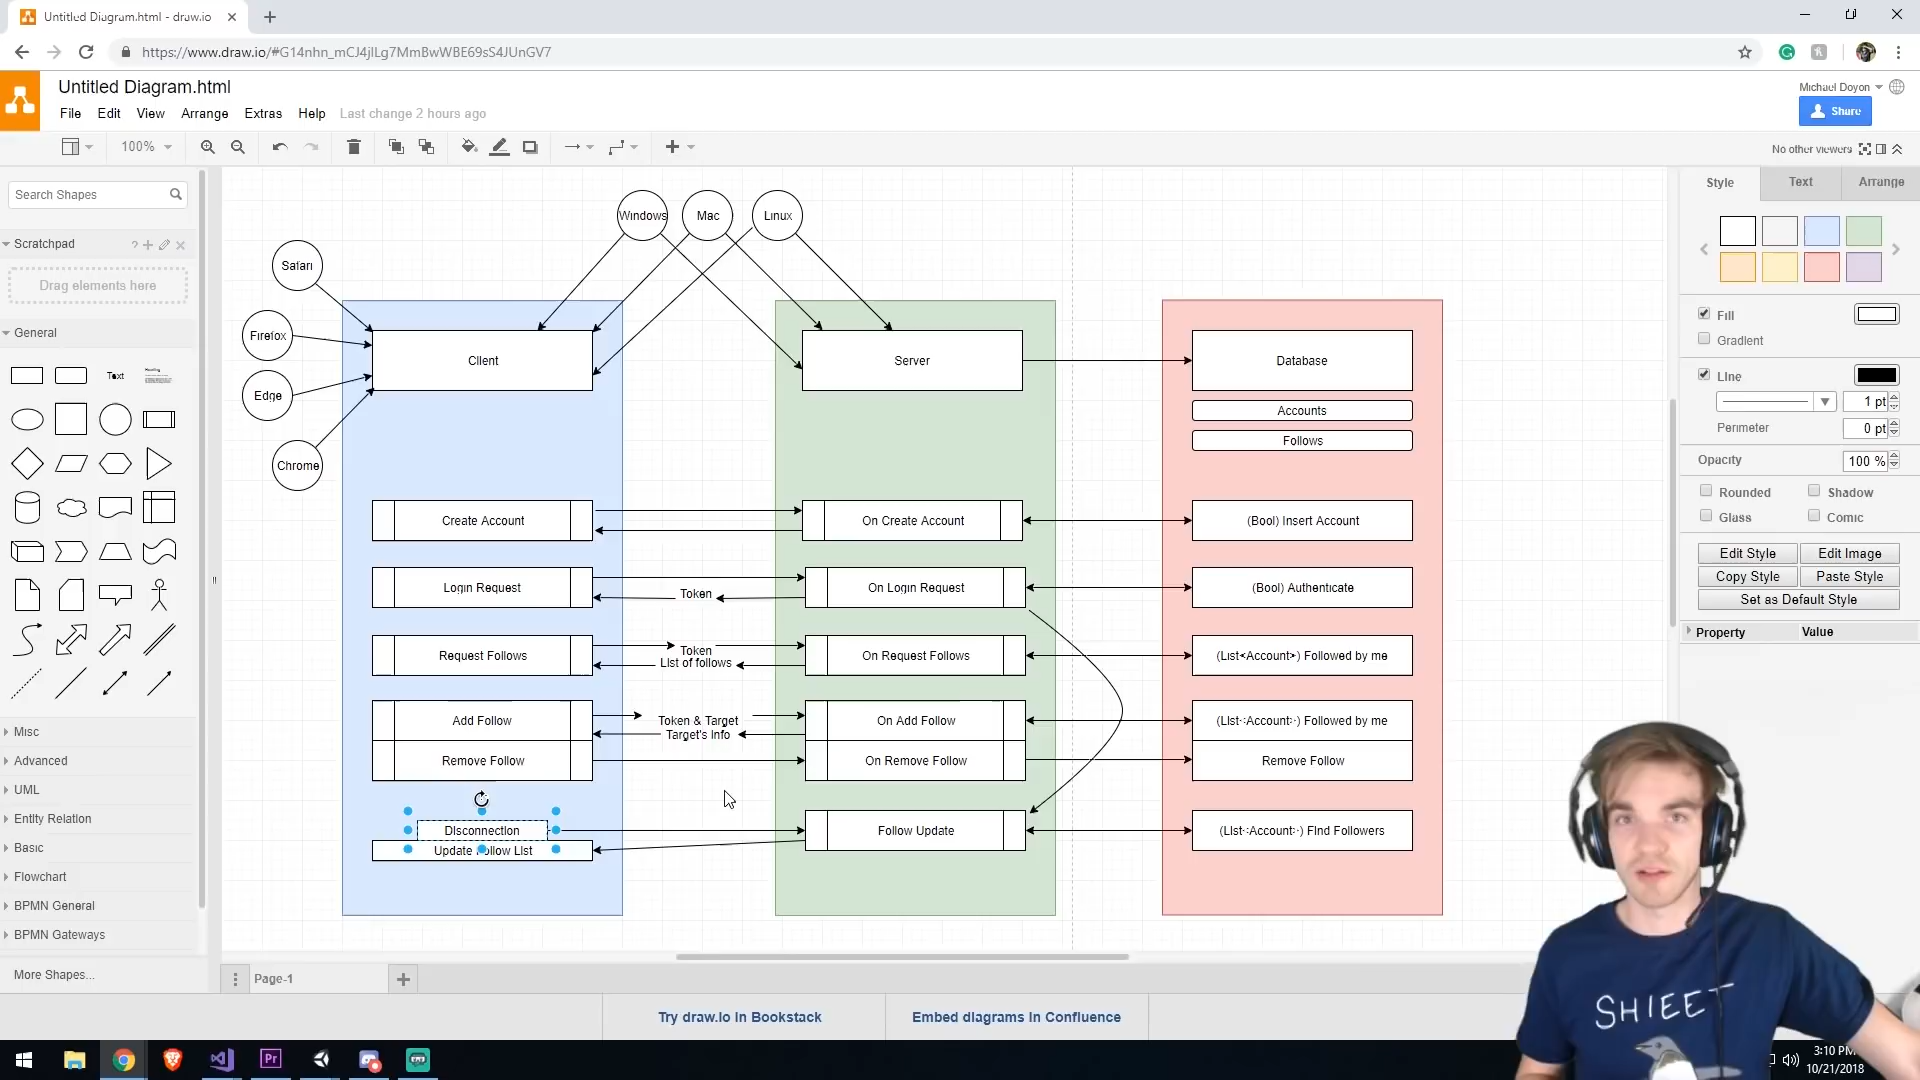 Untitled Diagram.html - draw.io
https://www.draw.io/#G14nhn_mCJ4jlLg7MmBwWBE69sS4JUnGV7
Untitled Diagram.html
Michael Doyon
File Edit View Arrange Extras Help Last change 2 hours ago
Share
100%
No other viewers
Search Shapes
Scratchpad
?
Drag elements here
General
Text
Heading
Misc
Advanced
UML
Entity Relation
Basic
Flowchart
BPMN General
BPMN Gateways
More Shapes...
Windows Mac Linux
Safari
Firefox
Edge
Chrome
Client Server Database
Accounts
Follows
Create Account On Create Account (Bool) Insert Account
Login Request Token On Login Request (Bool) Authenticate
Request Follows Token On Request Follows (List<Account>) Followed by me
List of follows
Add Follow Token & Target On Add Follow (List<Account>) Followed by me
Target's Info
Remove Follow On Remove Follow Remove Follow
Disconnection Follow Update (List<Account>) Find Followers
Update Follow List
Style Text Arrange
Fill
Gradient
Line
1 pt
Perimeter 0 pt
Opacity 100 %
Rounded Shadow
Glass Comic
Edit Style Edit Image
Copy Style Paste Style
Set as Default Style
Property Value
Page-1
Try draw.io in Bookstack Embed diagrams in Confluence
SHIEET
Pr
3:10 PM
10/21/2018